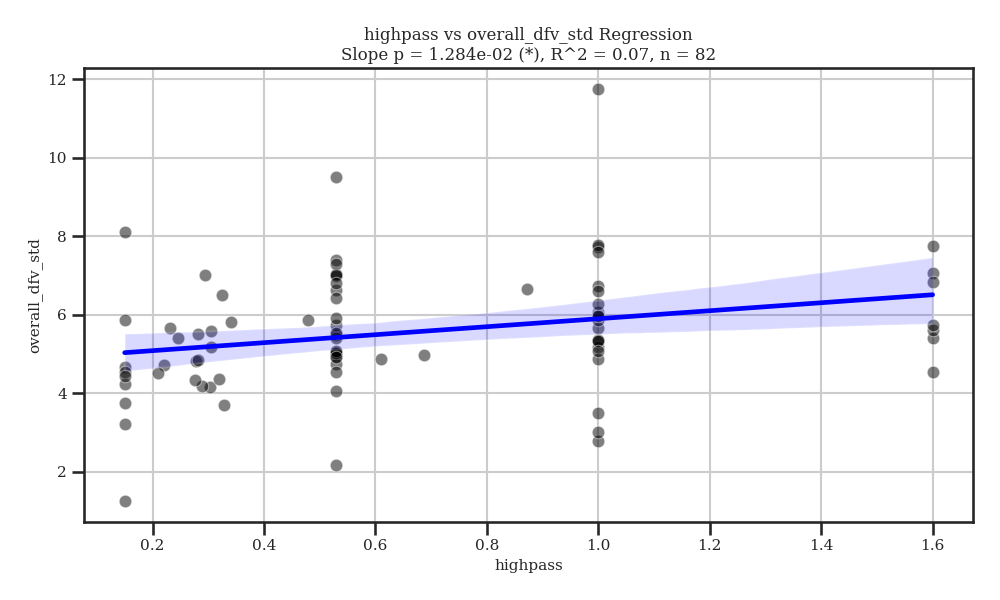 highpass vs overall_dfv_std Regression
Slope p = 1.284e-02 (*), R^2 = 0.07, n = 82
overall_dfv_std
12
10
8
6
4
2
0.2 0.4 0.6 0.8 1.0 1.2 1.4 1.6
highpass